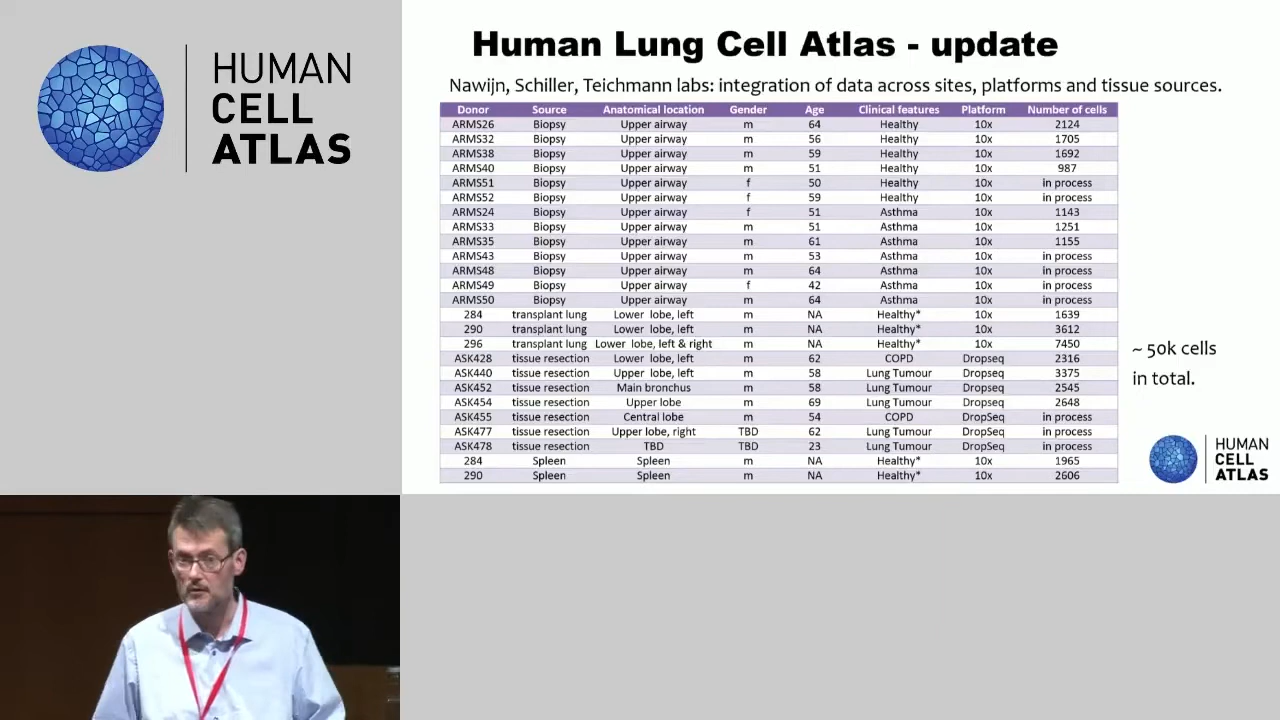 HUMAN
CELL
ATLAS
Human Lung Cell Atlas - update
Nawijn, Schiller, Teichmann labs: integration of data across sites, platforms and tissue sources.
Donor Source Anatomical location Gender Age Clinical features Platform Number of cells
ARMS26 Biopsy Upper airway m 64 Healthy 10x 2124
ARMS32 Biopsy Upper airway m 56 Healthy 10x 1705
ARMS38 Biopsy Upper airway m 59 Healthy 10x 1692
ARMS40 Biopsy Upper airway m 51 Healthy 10x 987
ARMS51 Biopsy Upper airway f 50 Healthy 10x in process
ARMS52 Biopsy Upper airway f 59 Healthy 10x in process
ARMS24 Biopsy Upper airway f 51 Asthma 10x 1143
ARMS33 Biopsy Upper airway m 51 Asthma 10x 1251
ARMS35 Biopsy Upper airway m 61 Asthma 10x 1155
ARMS43 Biopsy Upper airway m 53 Asthma 10x in process
ARMS48 Biopsy Upper airway m 64 Asthma 10x in process
ARMS49 Biopsy Upper airway f 42 Asthma 10x in process
ARMS50 Biopsy Upper airway m 64 Asthma 10x in process
284 transplant lung Lower lobe, left m NA Healthy* 10x 1639
290 transplant lung Lower lobe, left m NA Healthy* 10x 3612
296 transplant lung Lower lobe, left & right m NA Healthy* 10x 7450
ASK428 tissue resection Lower lobe, left m 62 COPD Dropseq 2316
ASK440 tissue resection Upper lobe, left m 58 Lung Tumour Dropseq 3375
ASK452 tissue resection Main bronchus m 58 Lung Tumour Dropseq 2545
ASK454 tissue resection Upper lobe m 69 Lung Tumour Dropseq 2648
ASK455 tissue resection Central lobe m 54 COPD DropSeq in process
ASK477 tissue resection Upper lobe, right TBD 62 Lung Tumour DropSeq in process
ASK478 tissue resection TBD TBD 23 Lung Tumour DropSeq in process
284 Spleen Spleen m NA Healthy* 10x 1965
290 Spleen Spleen m NA Healthy* 10x 2606
~ 50k cells
in total.
HUMAN
CELL
ATLAS